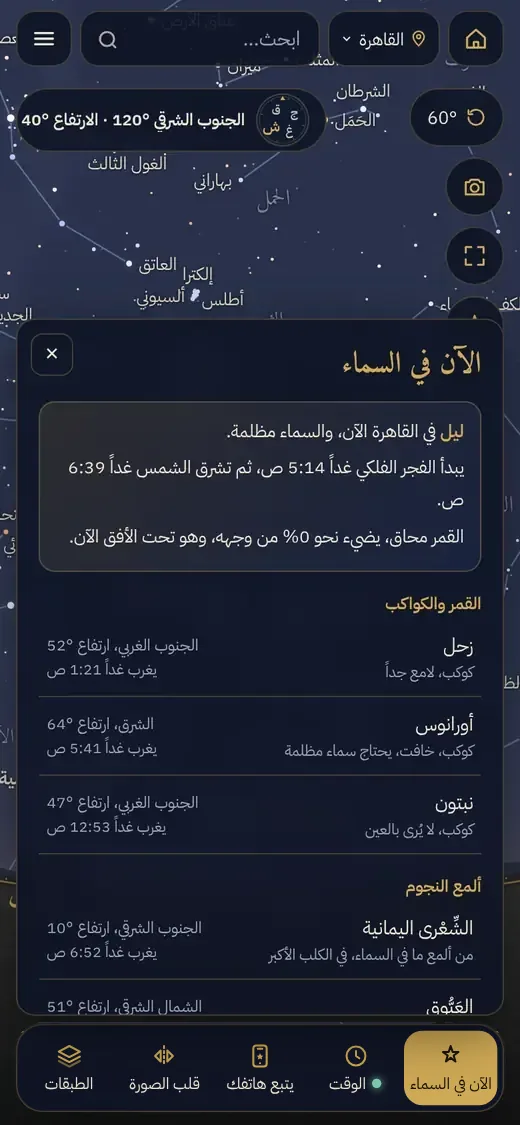 القاهرة
ابحث...
ميزان
الشرطان
الحَمَل
60°
ج
ق
ش
غ
الجنوب الشرقي °120 · الارتفاع °40
الغول الثالث
بهاراني
الحمل
العاتق
إلكترا
أطلس
ألسيوني
الآن في السماء
×
ليل في القاهرة الآن، والسماء مظلمة.
يبدأ الفجر الفلكي غداً 5:14 ص، ثم تشرق الشمس غداً 6:39
ص.
القمر محاق، يضيء نحو 0% من وجهه، وهو تحت الأفق الآن.
القمر والكواكب
زحل
الجنوب الغربي، ارتفاع °52
كوكب، لامع جداً
يغرب غداً 1:21 ص
أورانوس
الشرق، ارتفاع °64
كوكب، خافت، يحتاج سماء مظلمة
يغرب غداً 5:41 ص
نبتون
الجنوب الغربي، ارتفاع °47
كوكب، لا يُرى بالعين
يغرب غداً 12:53 ص
ألمع النجوم
الشِّعْرى اليمانية
الجنوب الشرقي، ارتفاع °10
من ألمع ما في السماء، في الكلب الأكبر
يغرب غداً 6:52 ص
العَيُّوق
الشمال الشرقي، ارتفاع °51
الآن في السماء
الوقت
يتبع هاتفك
قلب الصورة
الطبقات